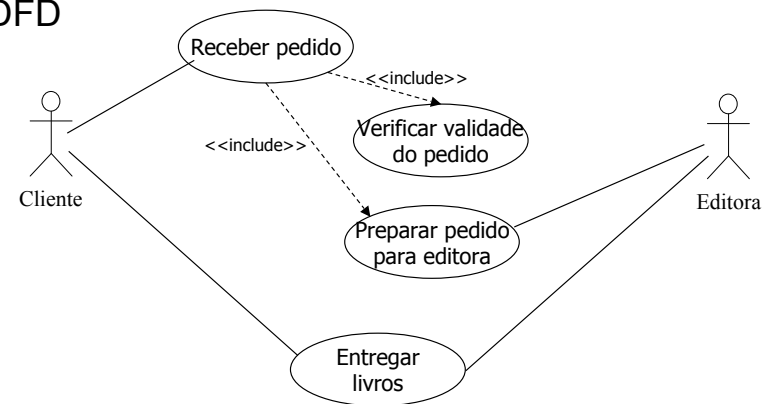 DFD
Receber pedido
<<include>>
Verificar validade
do pedido
<<include>>
Cliente
Editora
Preparar pedido
para editora
Entregar
livros